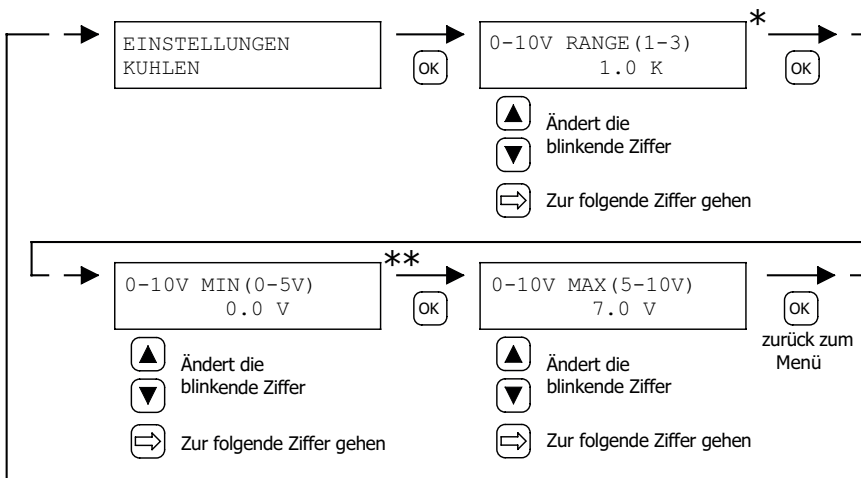 EINSTELLUNGEN
KUHLEN
OK
0-10V RANGE(1-3)
1.0 K
*
OK
Ändert die
blinkende Ziffer
Zur folgende Ziffer gehen
0-10V MIN(0-5V)
0.0 V
**
OK
0-10V MAX(5-10V)
7.0 V
OK
zurück zum
Menü
Ändert die
blinkende Ziffer
Zur folgende Ziffer gehen
Ändert die
blinkende Ziffer
Zur folgende Ziffer gehen